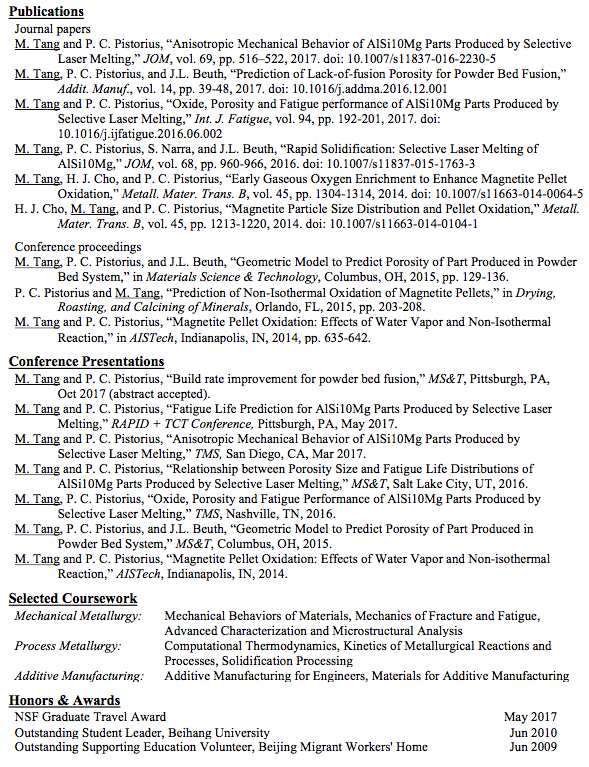 Publications
Journal papers
M. Tang and P. C. Pistorius, “Anisotropic Mechanical Behavior of AlSi10Mg Parts Produced by Selective
Laser Melting,” JOM, vol. 69, pp. 516–522, 2017. doi: 10.1007/s11837-016-2230-5
M. Tang, P. C. Pistorius, and J.L. Beuth, “Prediction of Lack-of-fusion Porosity for Powder Bed Fusion,”
Addit. Manuf., vol. 14, pp. 39-48, 2017. doi: 10.1016/j.addma.2016.12.001
M. Tang and P. C. Pistorius, “Oxide, Porosity and Fatigue performance of AlSi10Mg Parts Produced by
Selective Laser Melting,” Int. J. Fatigue, vol. 94, pp. 192-201, 2017. doi:
10.1016/j.ijfatigue.2016.06.002
M. Tang, P. C. Pistorius, S. Narra, and J.L. Beuth, “Rapid Solidification: Selective Laser Melting of
AlSi10Mg,” JOM, vol. 68, pp. 960-966, 2016. doi: 10.1007/s11837-015-1763-3
M. Tang, H. J. Cho, and P. C. Pistorius, “Early Gaseous Oxygen Enrichment to Enhance Magnetite Pellet
Oxidation,” Metall. Mater. Trans. B, vol. 45, pp. 1304-1314, 2014. doi: 10.1007/s11663-014-0064-5
H. J. Cho, M. Tang, and P. C. Pistorius, “Magnetite Particle Size Distribution and Pellet Oxidation,” Metall.
Mater. Trans. B, vol. 45, pp. 1213-1220, 2014. doi: 10.1007/s11663-014-0104-1
Conference proceedings
M. Tang, P. C. Pistorius, and J.L. Beuth, “Geometric Model to Predict Porosity of Part Produced in Powder
Bed System,” in Materials Science & Technology, Columbus, OH, 2015, pp. 129-136.
P. C. Pistorius and M. Tang, “Prediction of Non-Isothermal Oxidation of Magnetite Pellets,” in Drying,
Roasting, and Calcining of Minerals, Orlando, FL, 2015, pp. 203-208.
M. Tang and P. C. Pistorius, “Magnetite Pellet Oxidation: Effects of Water Vapor and Non-Isothermal
Reaction,” in AISTech, Indianapolis, IN, 2014, pp. 635-642.
Conference Presentations
M. Tang and P. C. Pistorius, “Build rate improvement for powder bed fusion,” MS&T, Pittsburgh, PA,
Oct 2017 (abstract accepted).
M. Tang and P. C. Pistorius, “Fatigue Life Prediction for AlSi10Mg Parts Produced by Selective Laser
Melting,” RAPID + TCT Conference, Pittsburgh, PA, May 2017.
M. Tang and P. C. Pistorius, “Anisotropic Mechanical Behavior of AlSi10Mg Parts Produced by
Selective Laser Melting,” TMS, San Diego, CA, Mar 2017.
M. Tang and P. C. Pistorius, “Relationship between Porosity Size and Fatigue Life Distributions of
AlSi10Mg Parts Produced by Selective Laser Melting,” MS&T, Salt Lake City, UT, 2016.
M. Tang, P. C. Pistorius, “Oxide, Porosity and Fatigue Performance of AlSi10Mg Parts Produced by
Selective Laser Melting,” TMS, Nashville, TN, 2016.
M. Tang, P. C. Pistorius, and J.L. Beuth, “Geometric Model to Predict Porosity of Part Produced in
Powder Bed System,” MS&T, Columbus, OH, 2015.
M. Tang and P. C. Pistorius, “Magnetite Pellet Oxidation: Effects of Water Vapor and Non-isothermal
Reaction,” AISTech, Indianapolis, IN, 2014.
Selected Coursework
Mechanical Metallurgy: Mechanical Behaviors of Materials, Mechanics of Fracture and Fatigue,
Advanced Characterization and Microstructural Analysis
Process Metallurgy: Computational Thermodynamics, Kinetics of Metallurgical Reactions and
Processes, Solidification Processing
Additive Manufacturing: Additive Manufacturing for Engineers, Materials for Additive Manufacturing
Honors & Awards
NSF Graduate Travel Award May 2017
Outstanding Student Leader, Beihang University Jun 2010
Outstanding Supporting Education Volunteer, Beijing Migrant Workers' Home Jun 2009